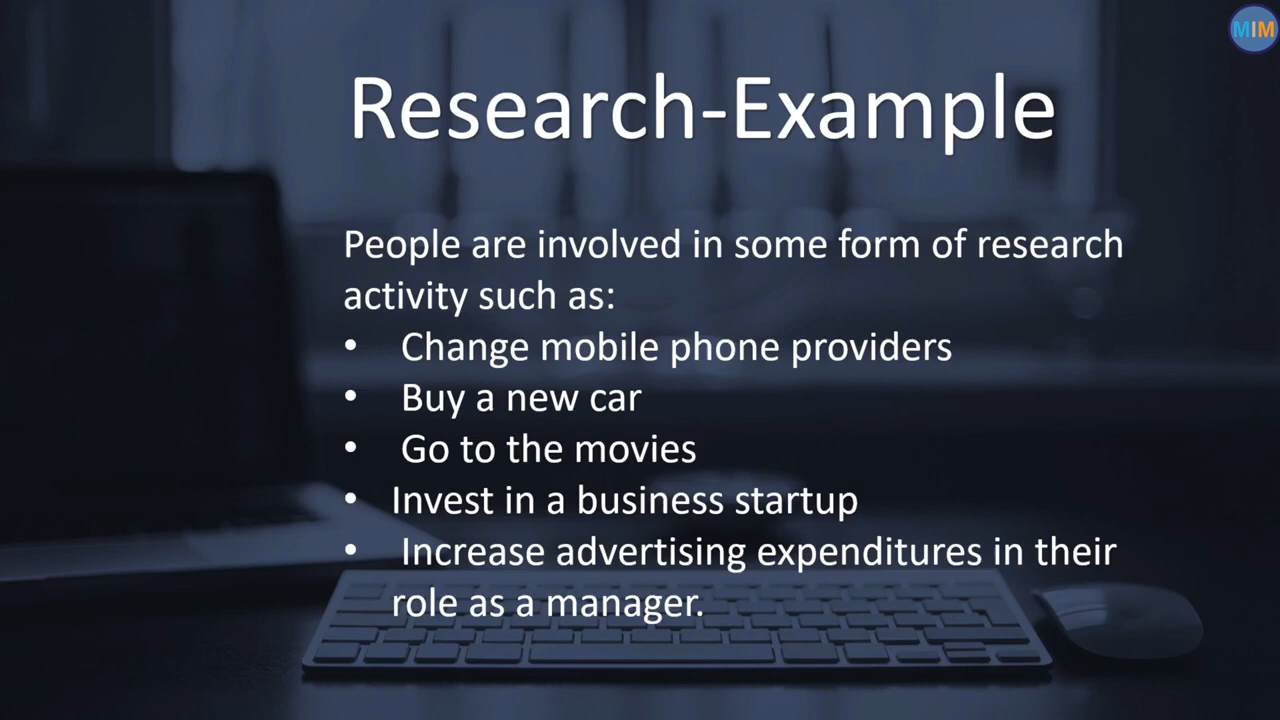 MIM
Research-Example
People are involved in some form of research
activity such as:
• Change mobile phone providers
• Buy a new car
• Go to the movies
• Invest in a business startup
• Increase advertising expenditures in their
role as a manager.